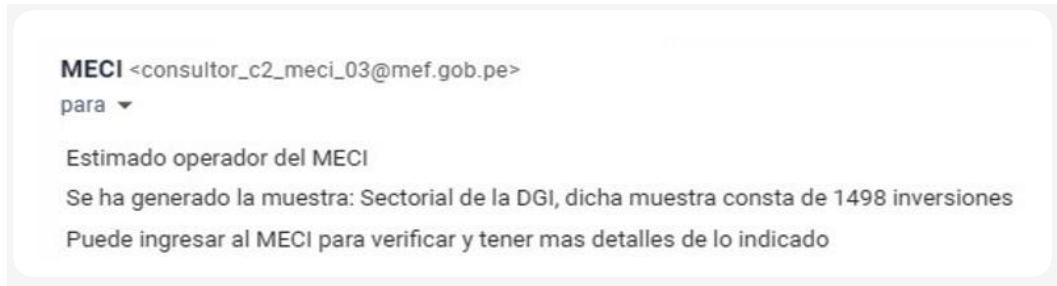 MECI <consultor_c2_meci_03@mef.gob.pe>
para
Estimado operador del MECI
Se ha generado la muestra: Sectorial de la DGI, dicha muestra consta de 1498 inversiones
Puede ingresar al MECI para verificar y tener mas detalles de lo indicado